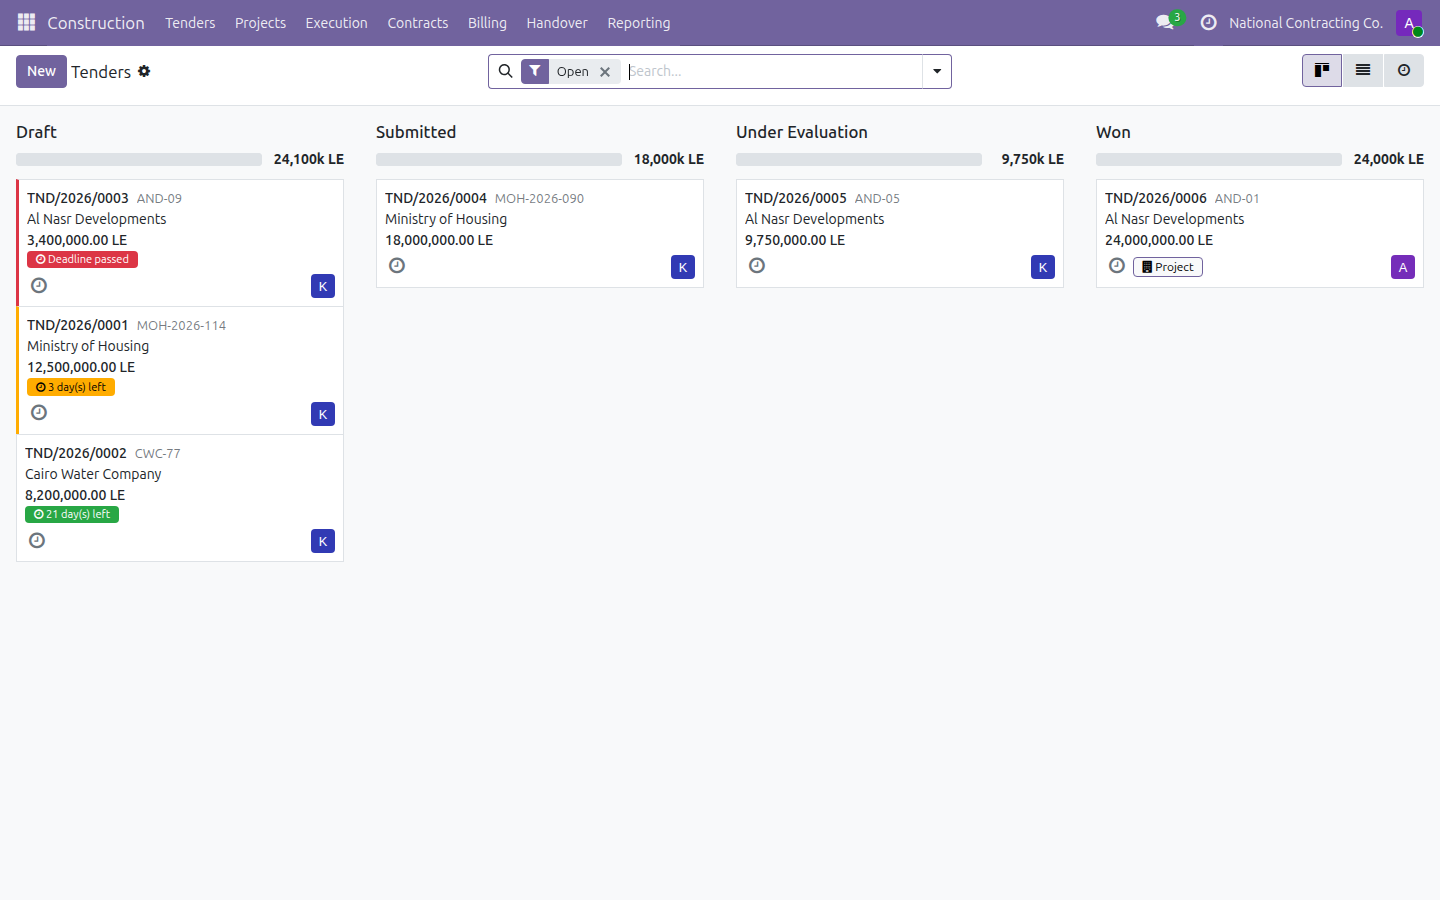 Construction Tenders Projects Execution Contracts Billing Handover Reporting 3 National Contracting Co. A
New Tenders Open Search...
Draft
24,100k LE
TND/2026/0003 AND-09
Al Nasr Developments
3,400,000.00 LE
Deadline passed
K
TND/2026/0001 MOH-2026-114
Ministry of Housing
12,500,000.00 LE
3 day(s) left
K
TND/2026/0002 CWC-77
Cairo Water Company
8,200,000.00 LE
21 day(s) left
K
Submitted
18,000k LE
TND/2026/0004 MOH-2026-090
Ministry of Housing
18,000,000.00 LE
K
Under Evaluation
9,750k LE
TND/2026/0005 AND-05
Al Nasr Developments
9,750,000.00 LE
K
Won
24,000k LE
TND/2026/0006 AND-01
Al Nasr Developments
24,000,000.00 LE
Project
A